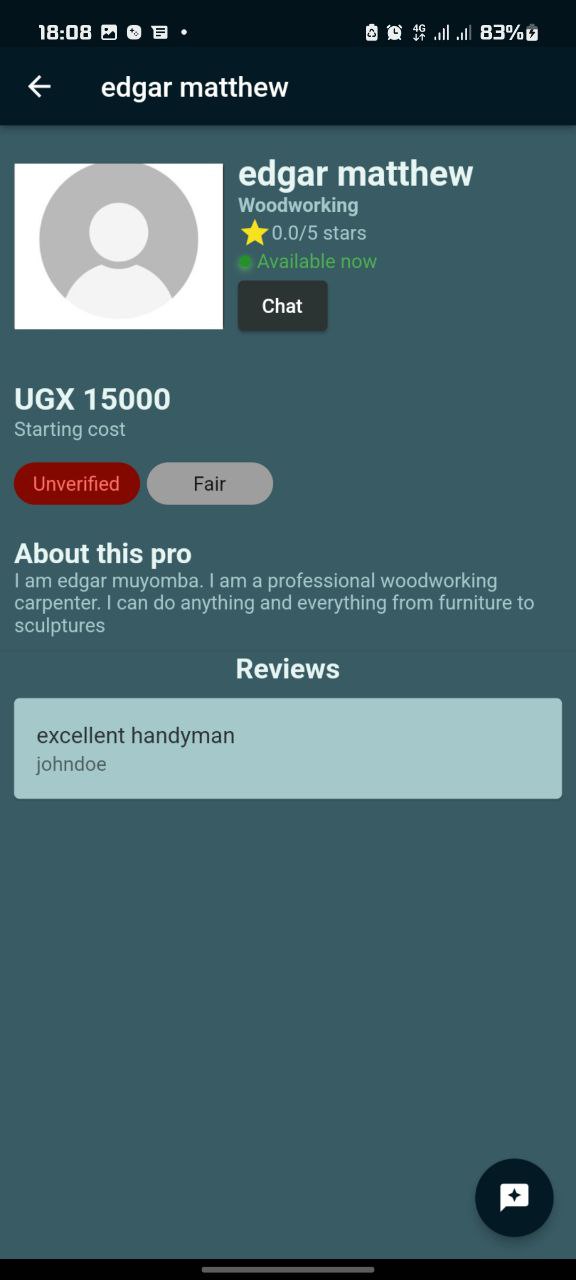 18:08
4G
83%
edgar matthew
edgar matthew
Woodworking
0.0/5 stars
Available now
Chat
UGX 15000
Starting cost
Unverified
Fair
About this pro
I am edgar muyomba. I am a professional woodworking
carpenter. I can do anything and everything from furniture to
sculptures
Reviews
excellent handyman
johndoe